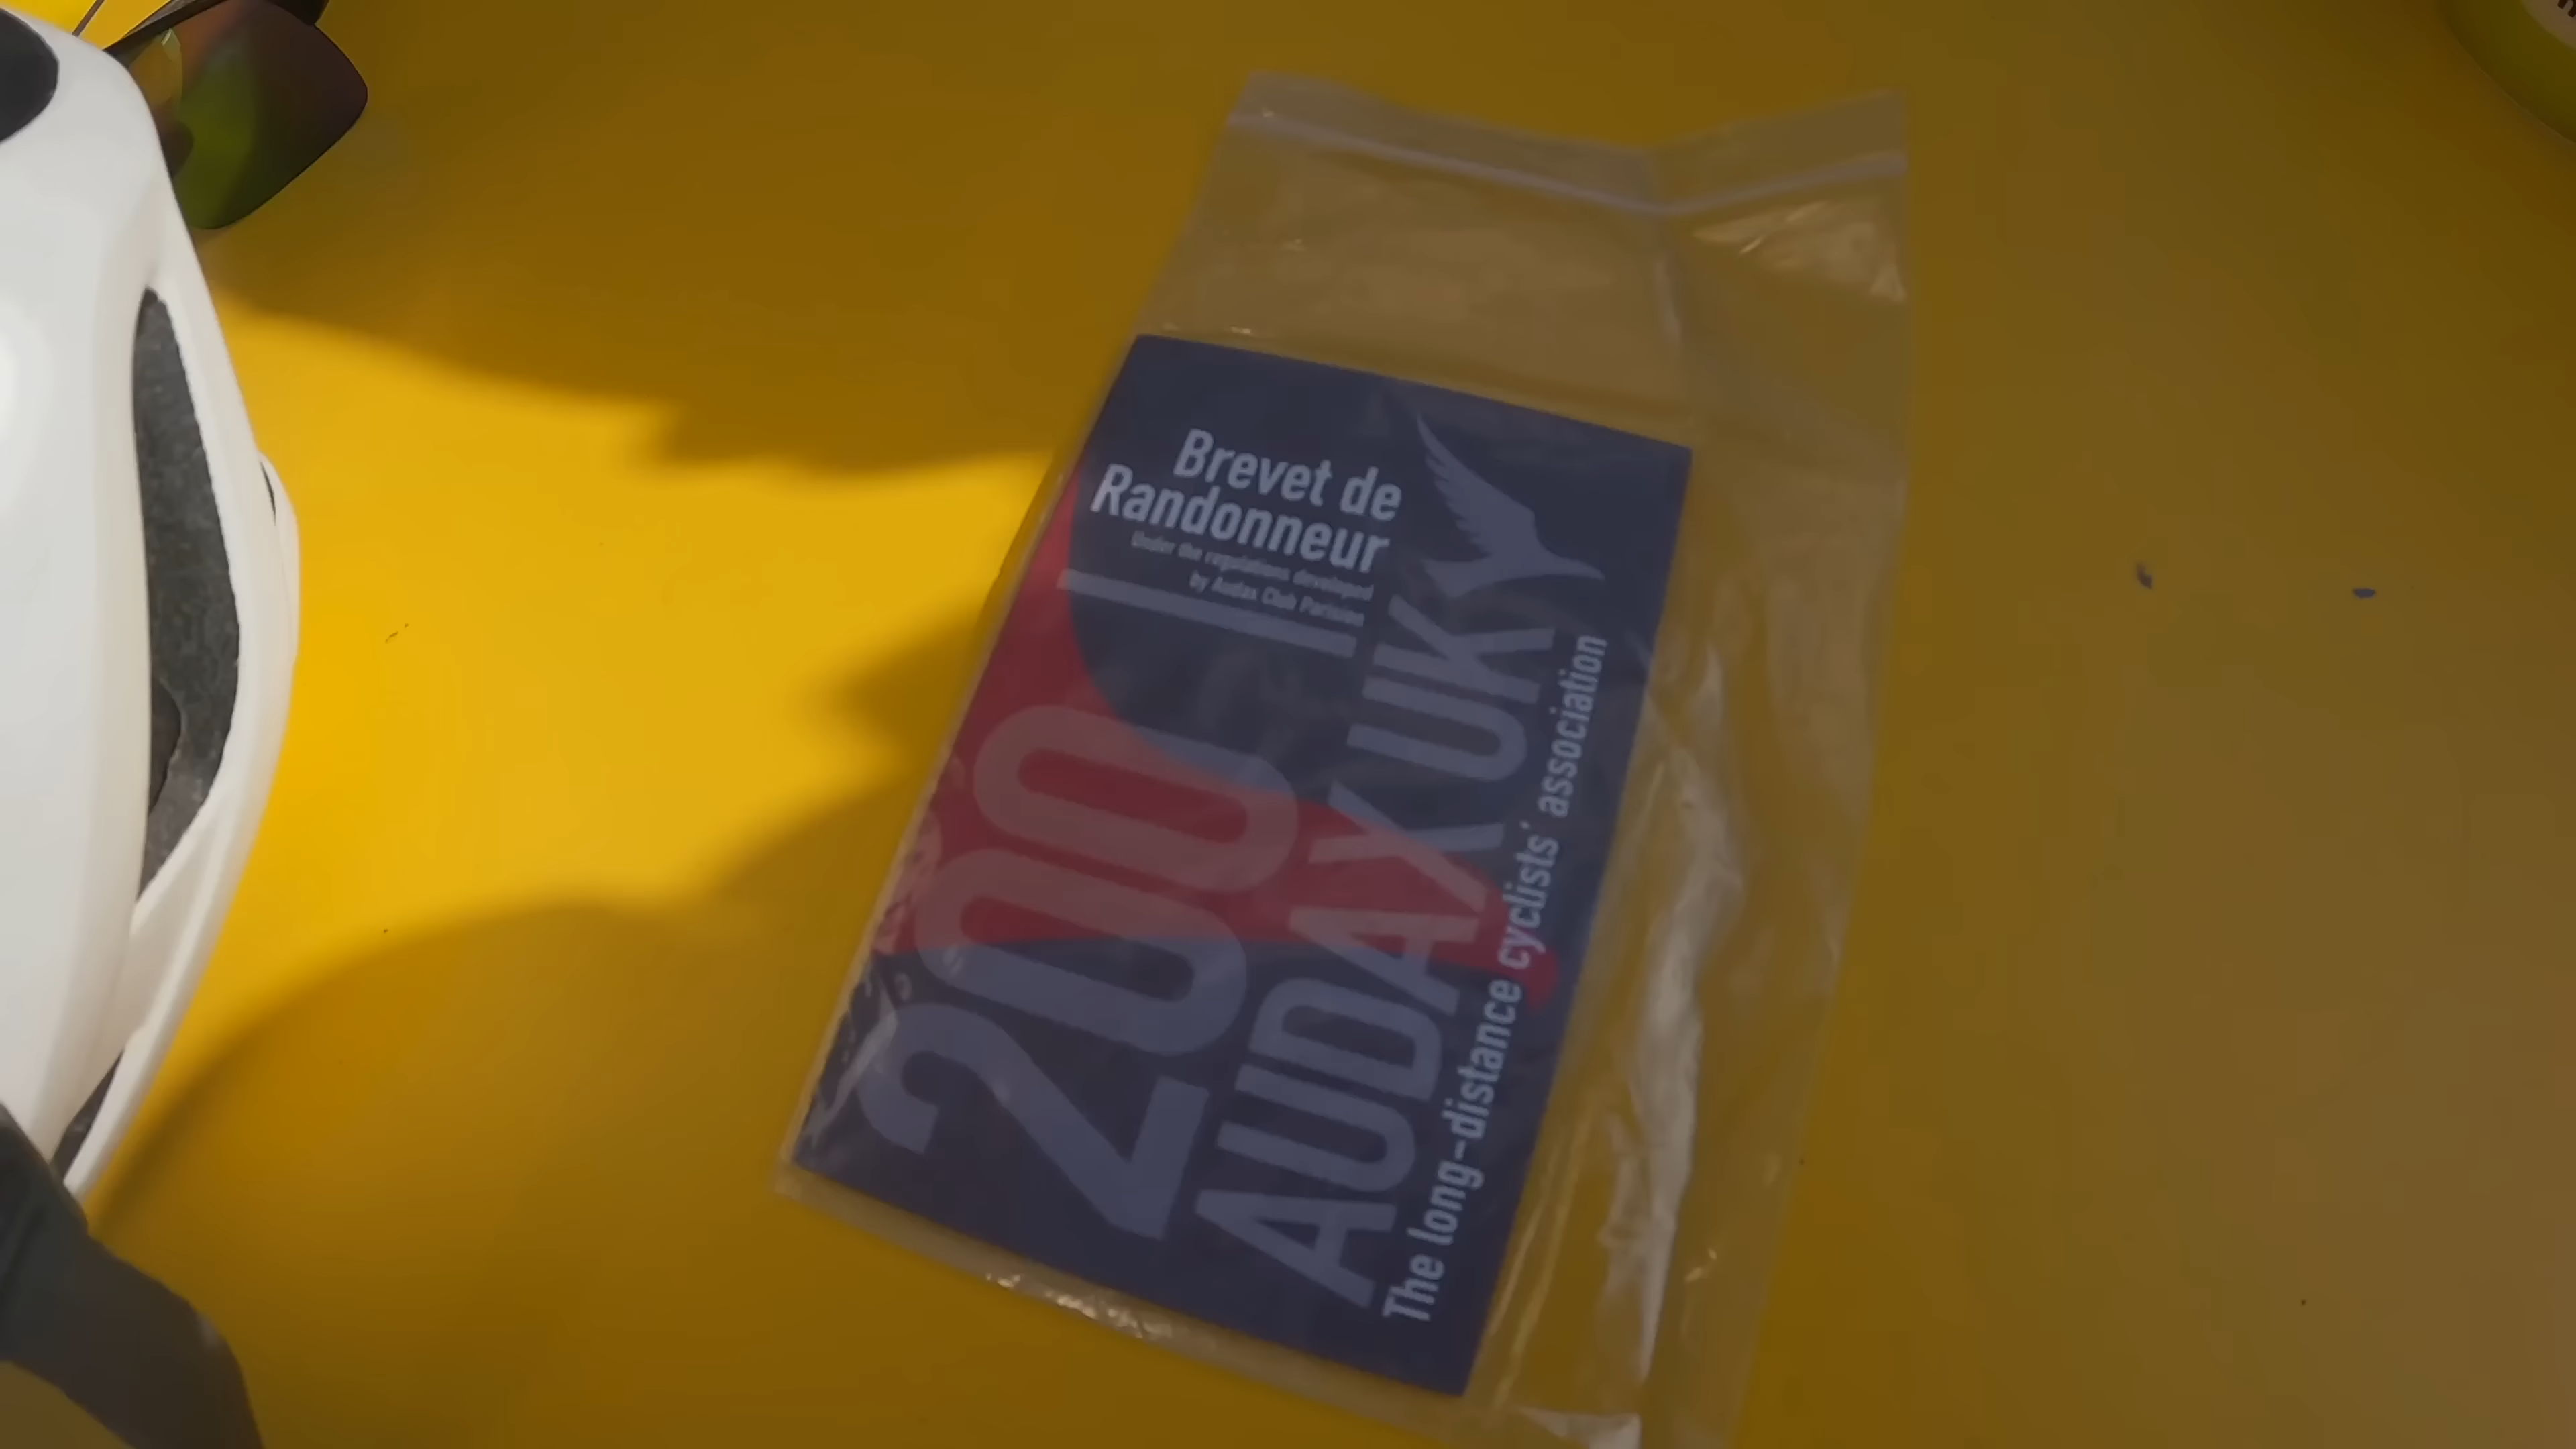 Brevet de
Randonneur
Under the regulations developed
by Audax Club Parisien
200
AUDAX UK
The long-distance cyclists' association